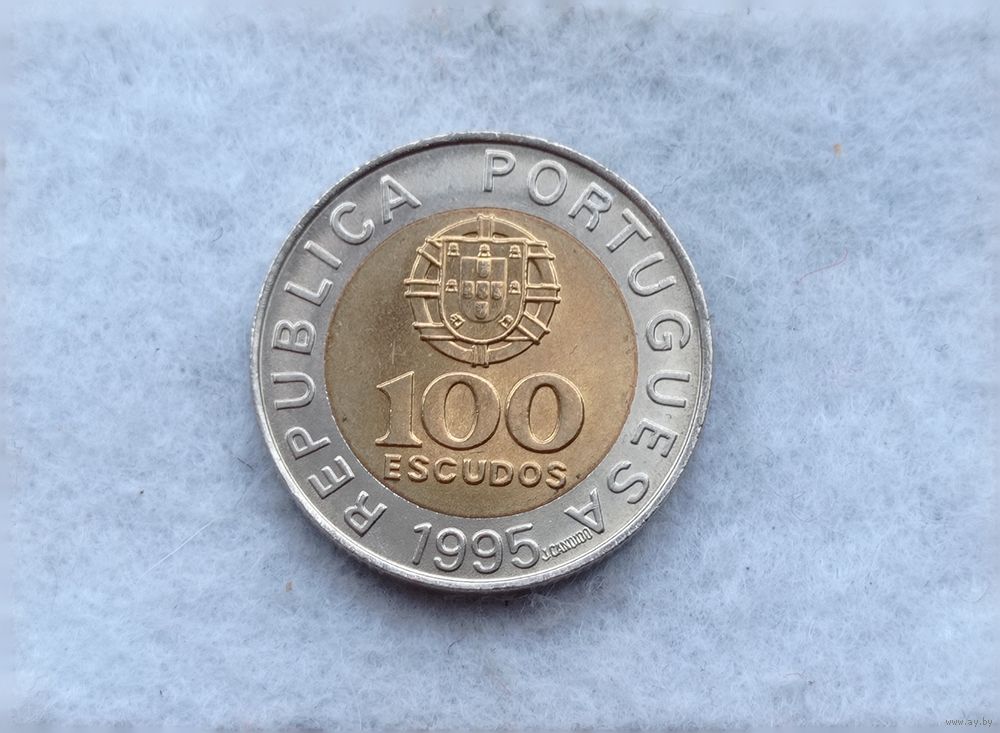 REPUBLICA PORTUGUESA
100
ESCUDOS
1995
J.CANDIDO
www.ay.by